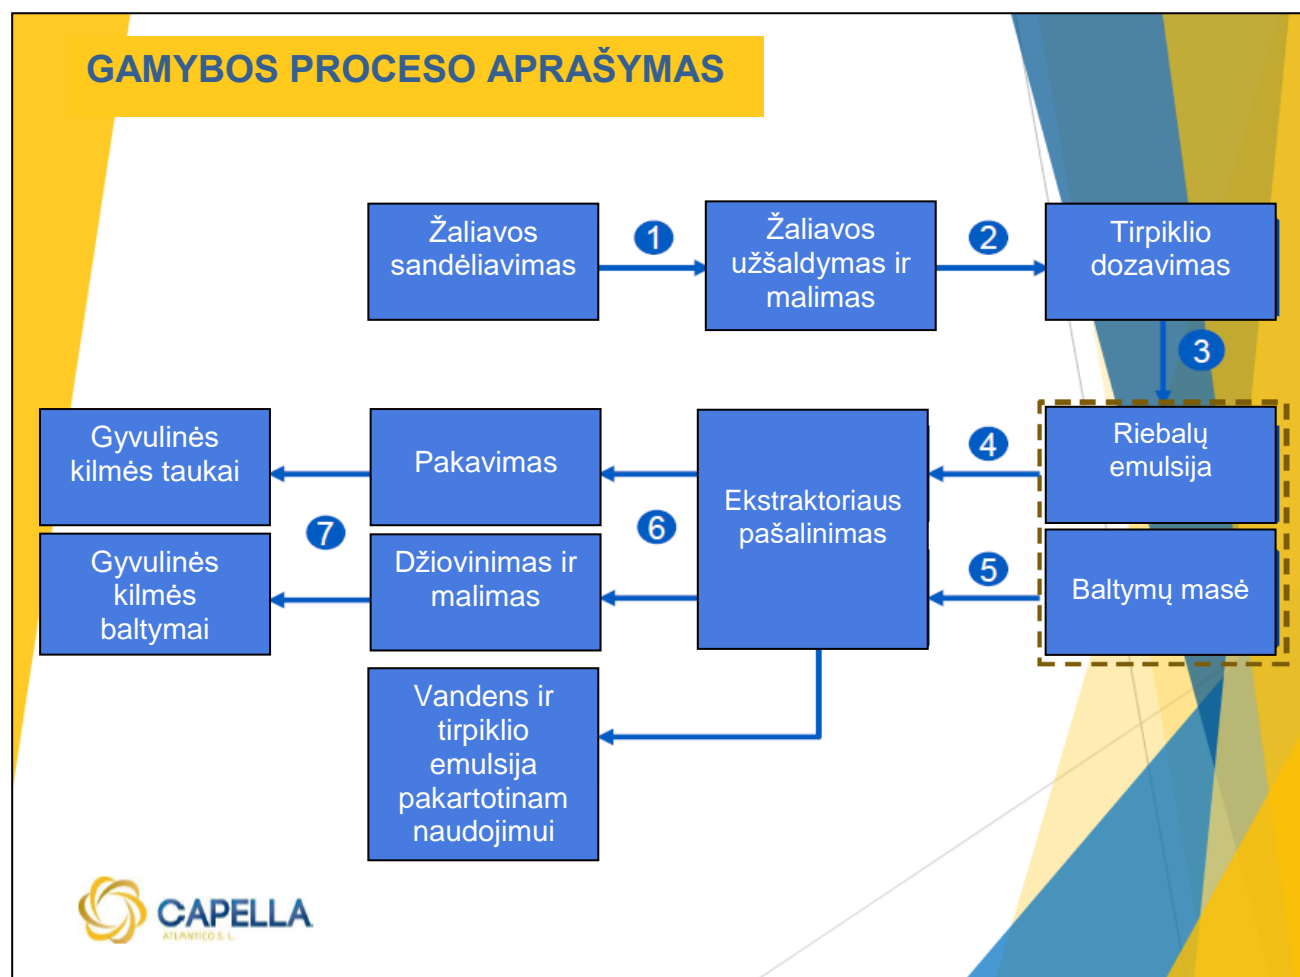 GAMYBOS PROCESO APRAŠYMAS
Žaliavos
sandėliavimas
1
Žaliavos
užšaldymas ir
malimas
2
Tirpiklio
dozavimas
3
Gyvulinės
kilmės taukai
Pakavimas
Ekstraktoriaus
pašalinimas
4
Riebalų
emulsija
7
6
Gyvulinės
kilmės
baltymai
Džiovinimas ir
malimas
5
Baltymų masė
Vandens ir
tirpiklio
emulsija
pakartotinam
naudojimui
CAPELLA
ATLANTICO S. L.